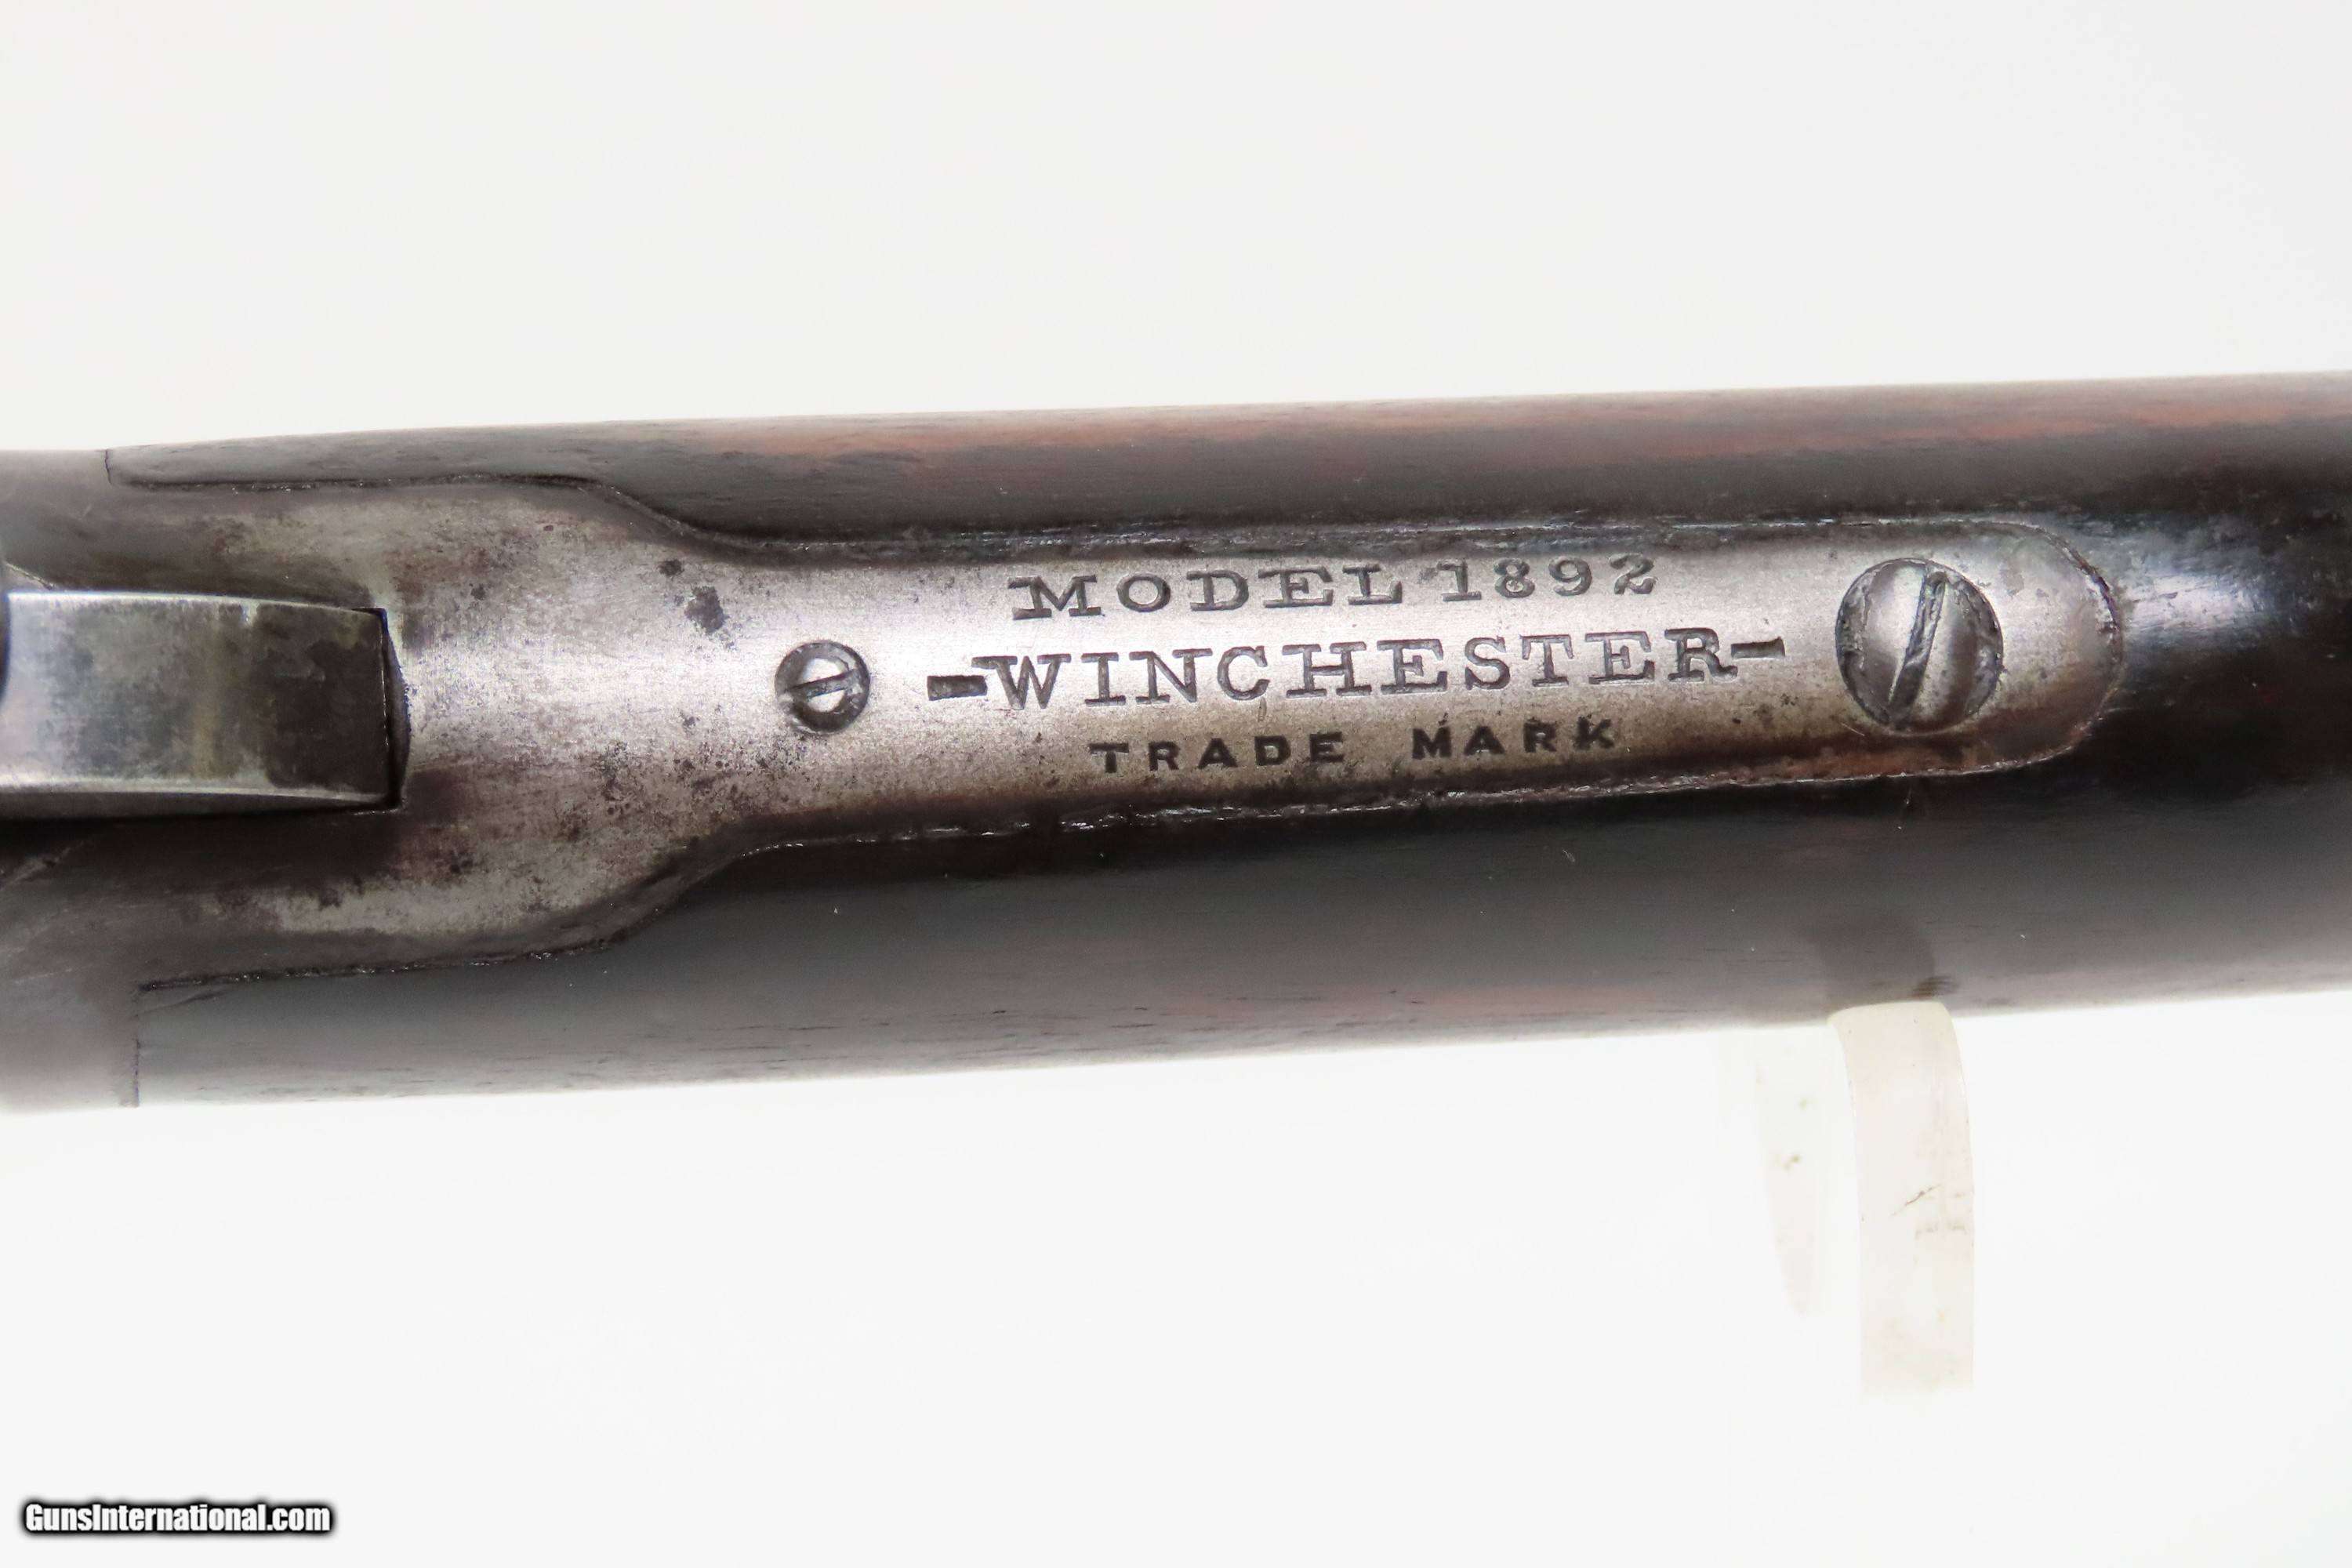 MODEL 1892
-WINCHESTER-
TRADE MARK
GunsInternational.com